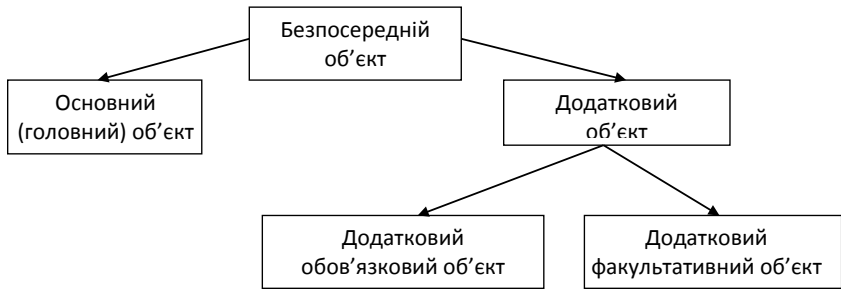 Безпосередній
об’єкт
Основний
(головний) об’єкт
Додатковий
об’єкт
Додатковий
обов’язковий об’єкт
Додатковий
факультативний об’єкт